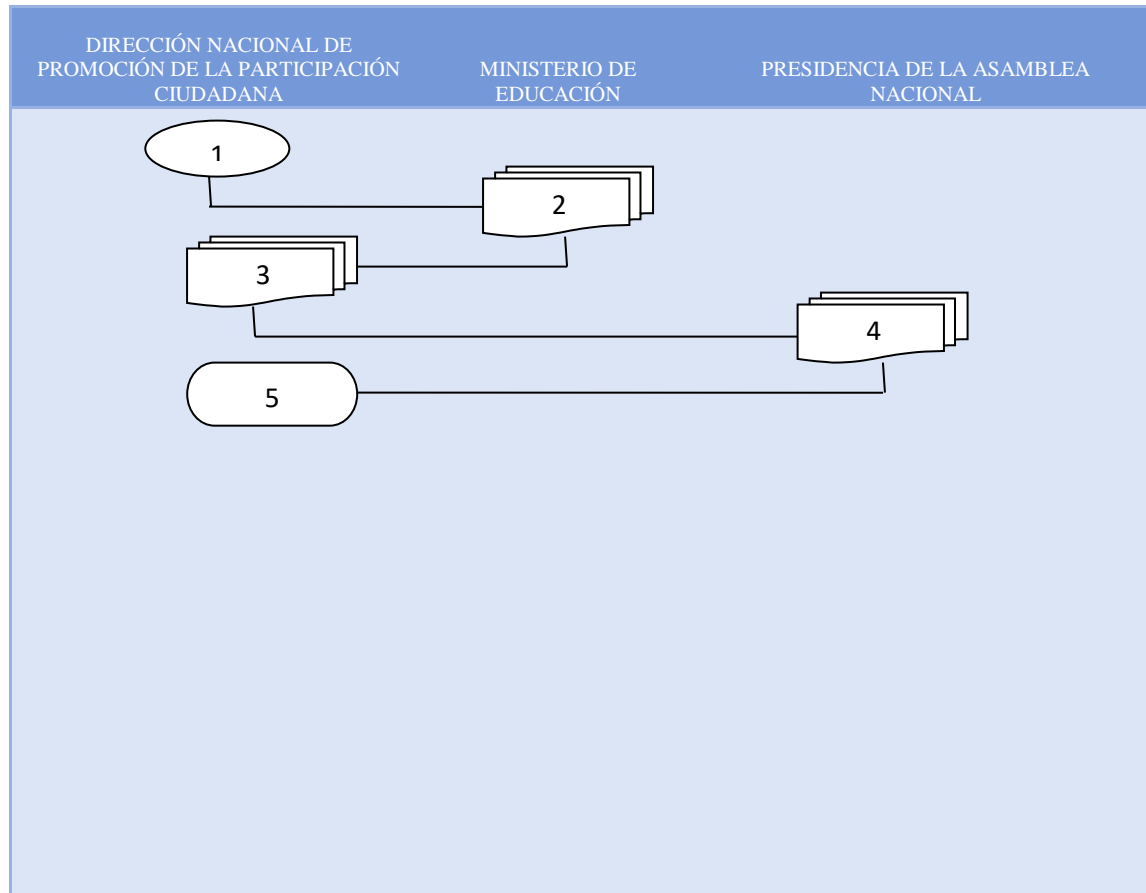 DIRECCIÓN NACIONAL DE
PROMOCIÓN DE LA PARTICIPACIÓN
CIUDADANA
MINISTERIO DE
EDUCACIÓN
PRESIDENCIA DE LA ASAMBLEA
NACIONAL
1
2
3
4
5